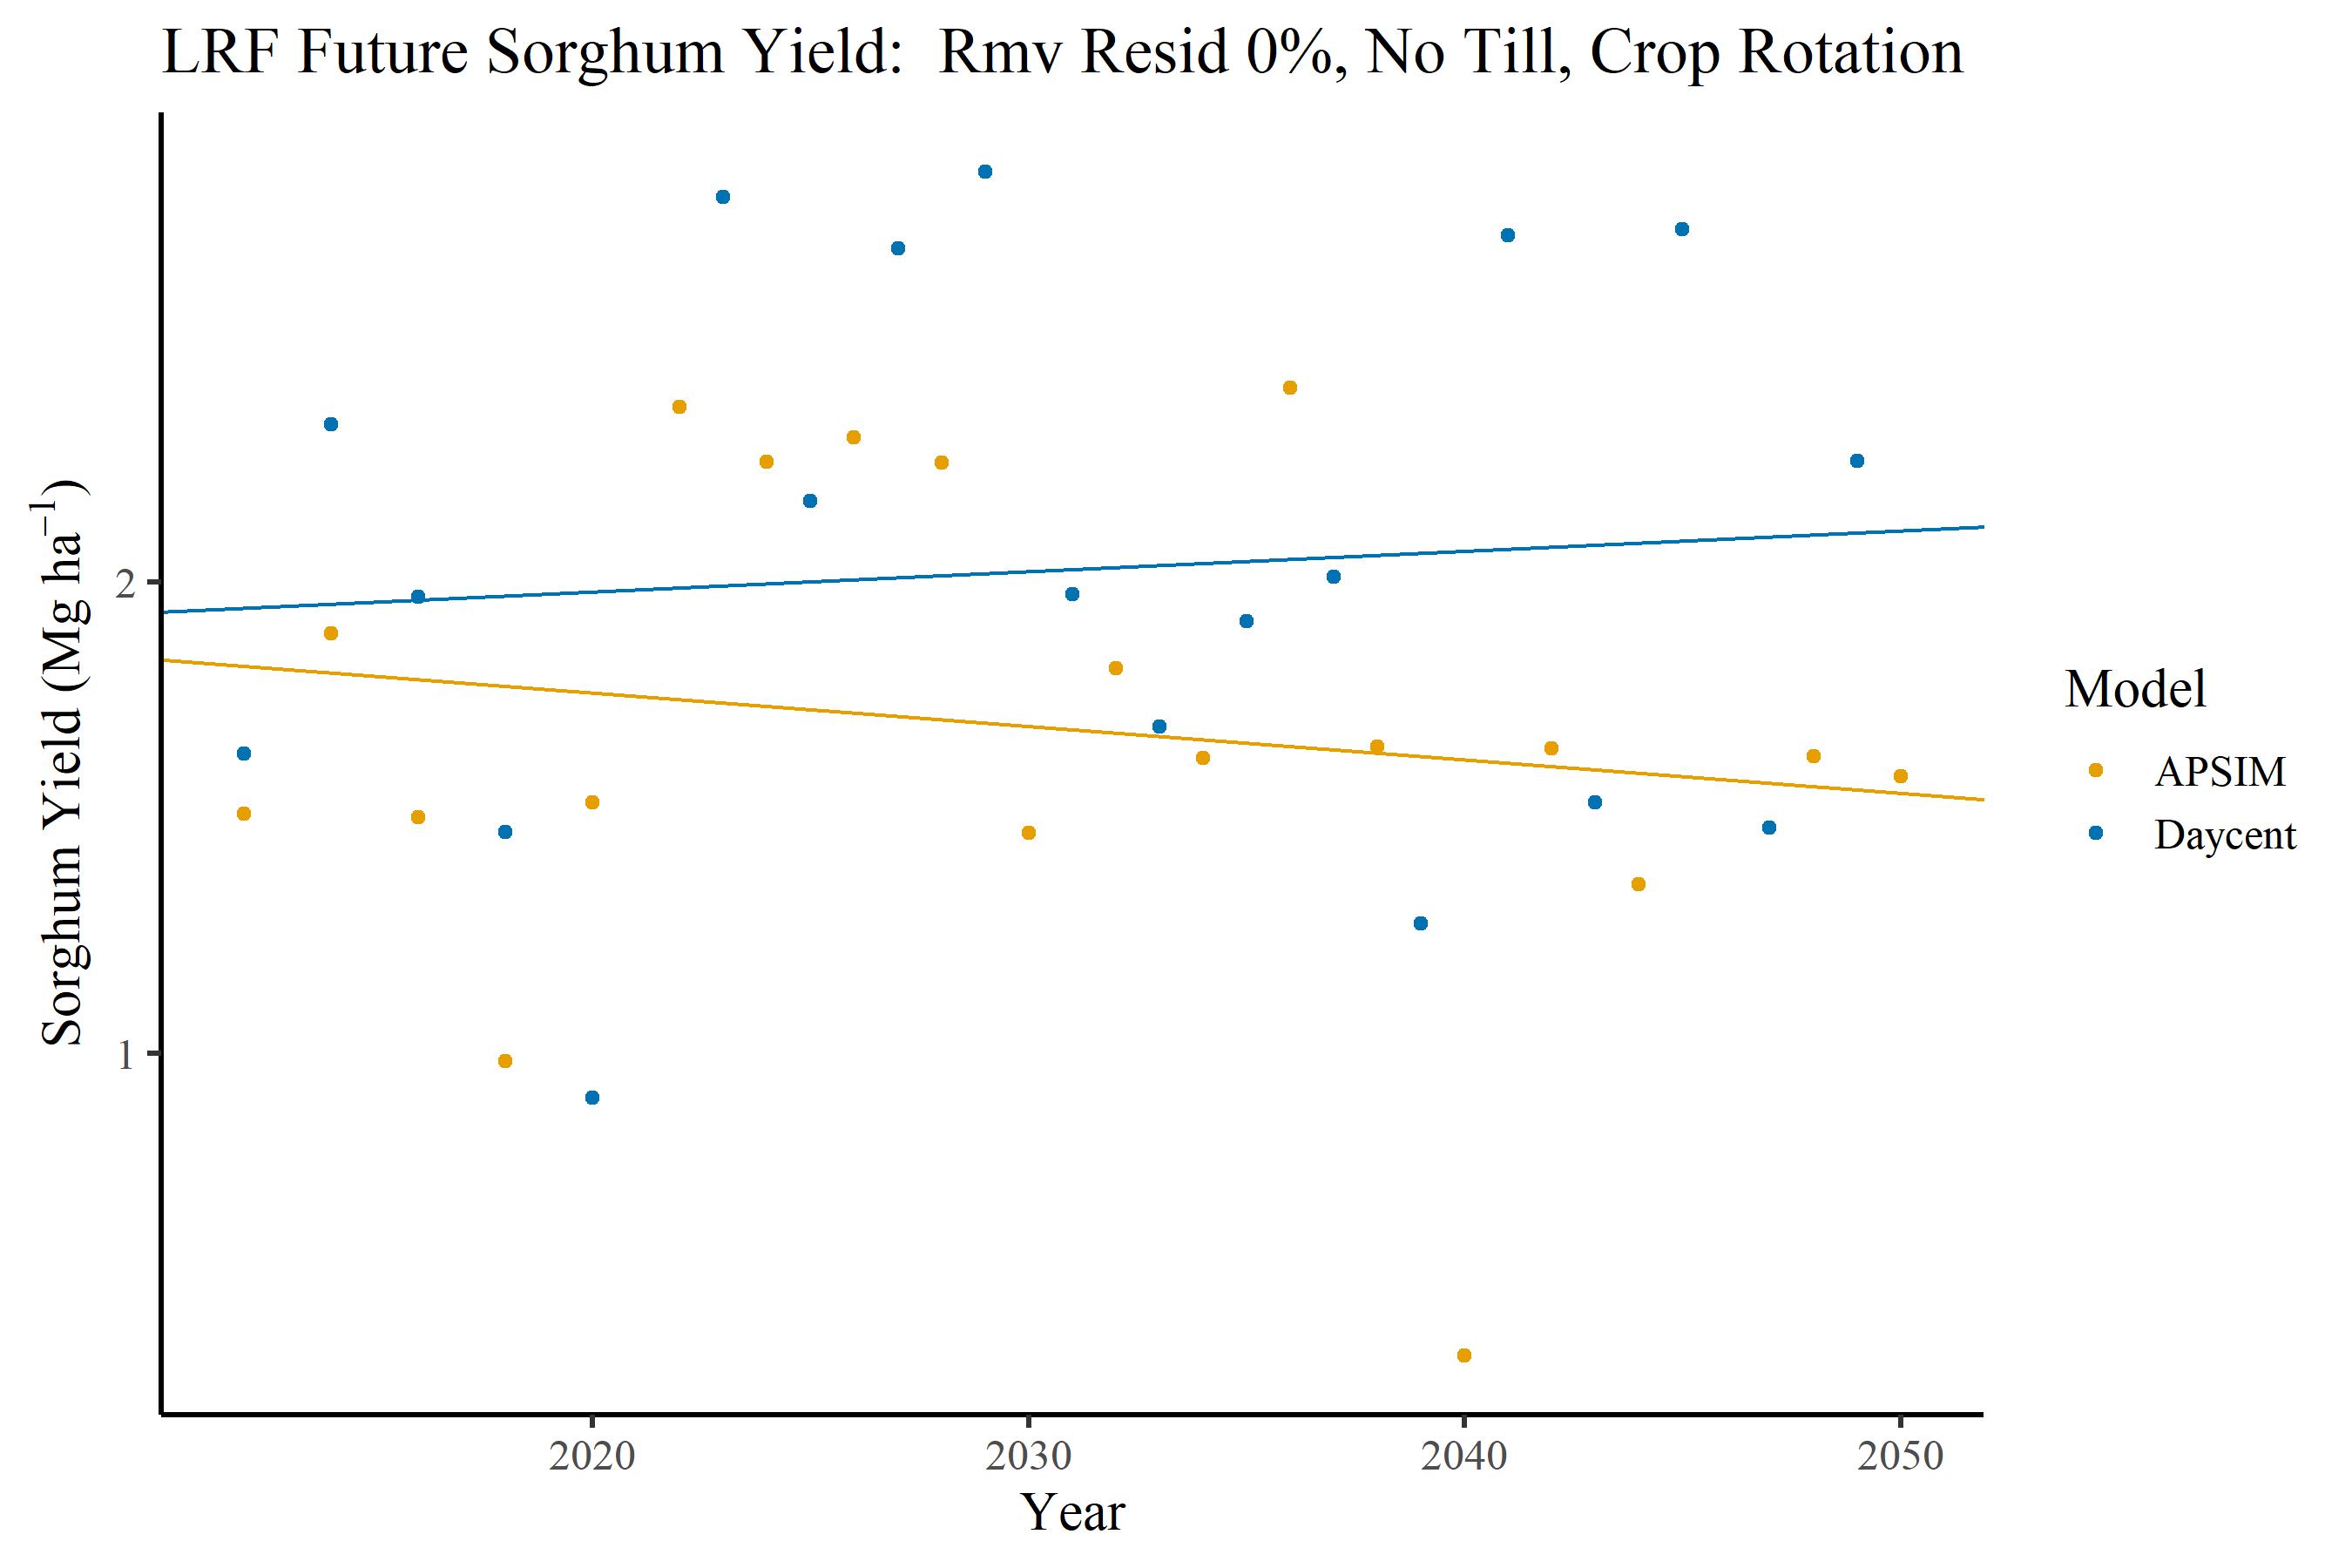 LRF Future Sorghum Yield:  Rmv Resid 0%, No Till, Crop Rotation
Sorghum Yield (Mg ha⁻¹)
2
1
2020
2030
2040
2050
Year
Model
APSIM
Daycent